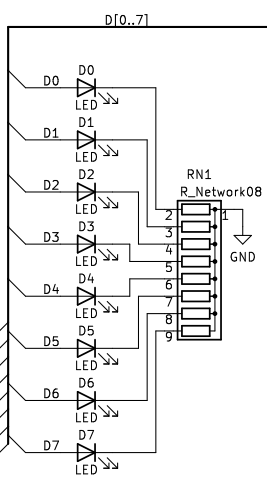 D[0..7]
D0
D0
LED
D1
D1
LED
D2
D2
LED
D3
D3
LED
D4
D4
LED
D5
D5
LED
D6
D6
LED
D7
D7
LED
RN1
R_Network08
1
2
3
4
5
6
7
8
9
GND